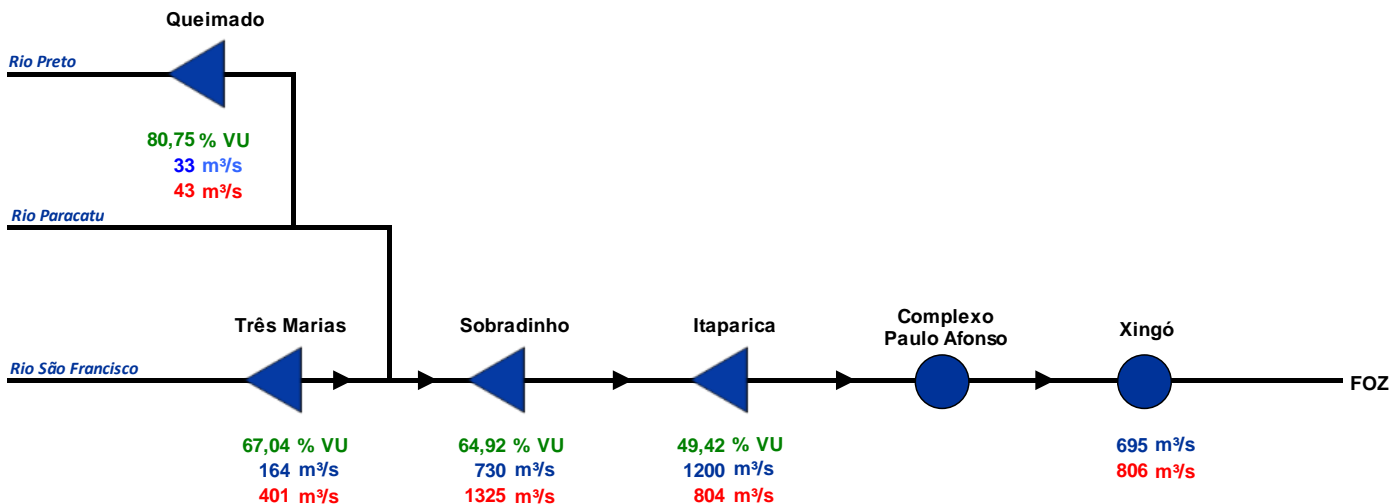 Queimado
Rio Preto
80,75 % VU
33 m³/s
43 m³/s
Rio Paracatu
Três Marias
Sobradinho
Itaparica
Complexo
Paulo Afonso
Xingó
Rio São Francisco
FOZ
67,04 % VU
164 m³/s
401 m³/s
64,92 % VU
730 m³/s
1325 m³/s
49,42 % VU
1200 m³/s
804 m³/s
695 m³/s
806 m³/s